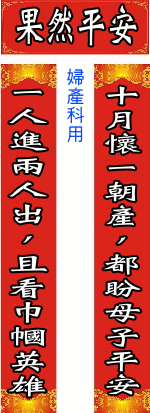 果然平安
婦產科用
十月懷一朝產，都盼母子平安
一人進兩人出，且看巾幗英雄